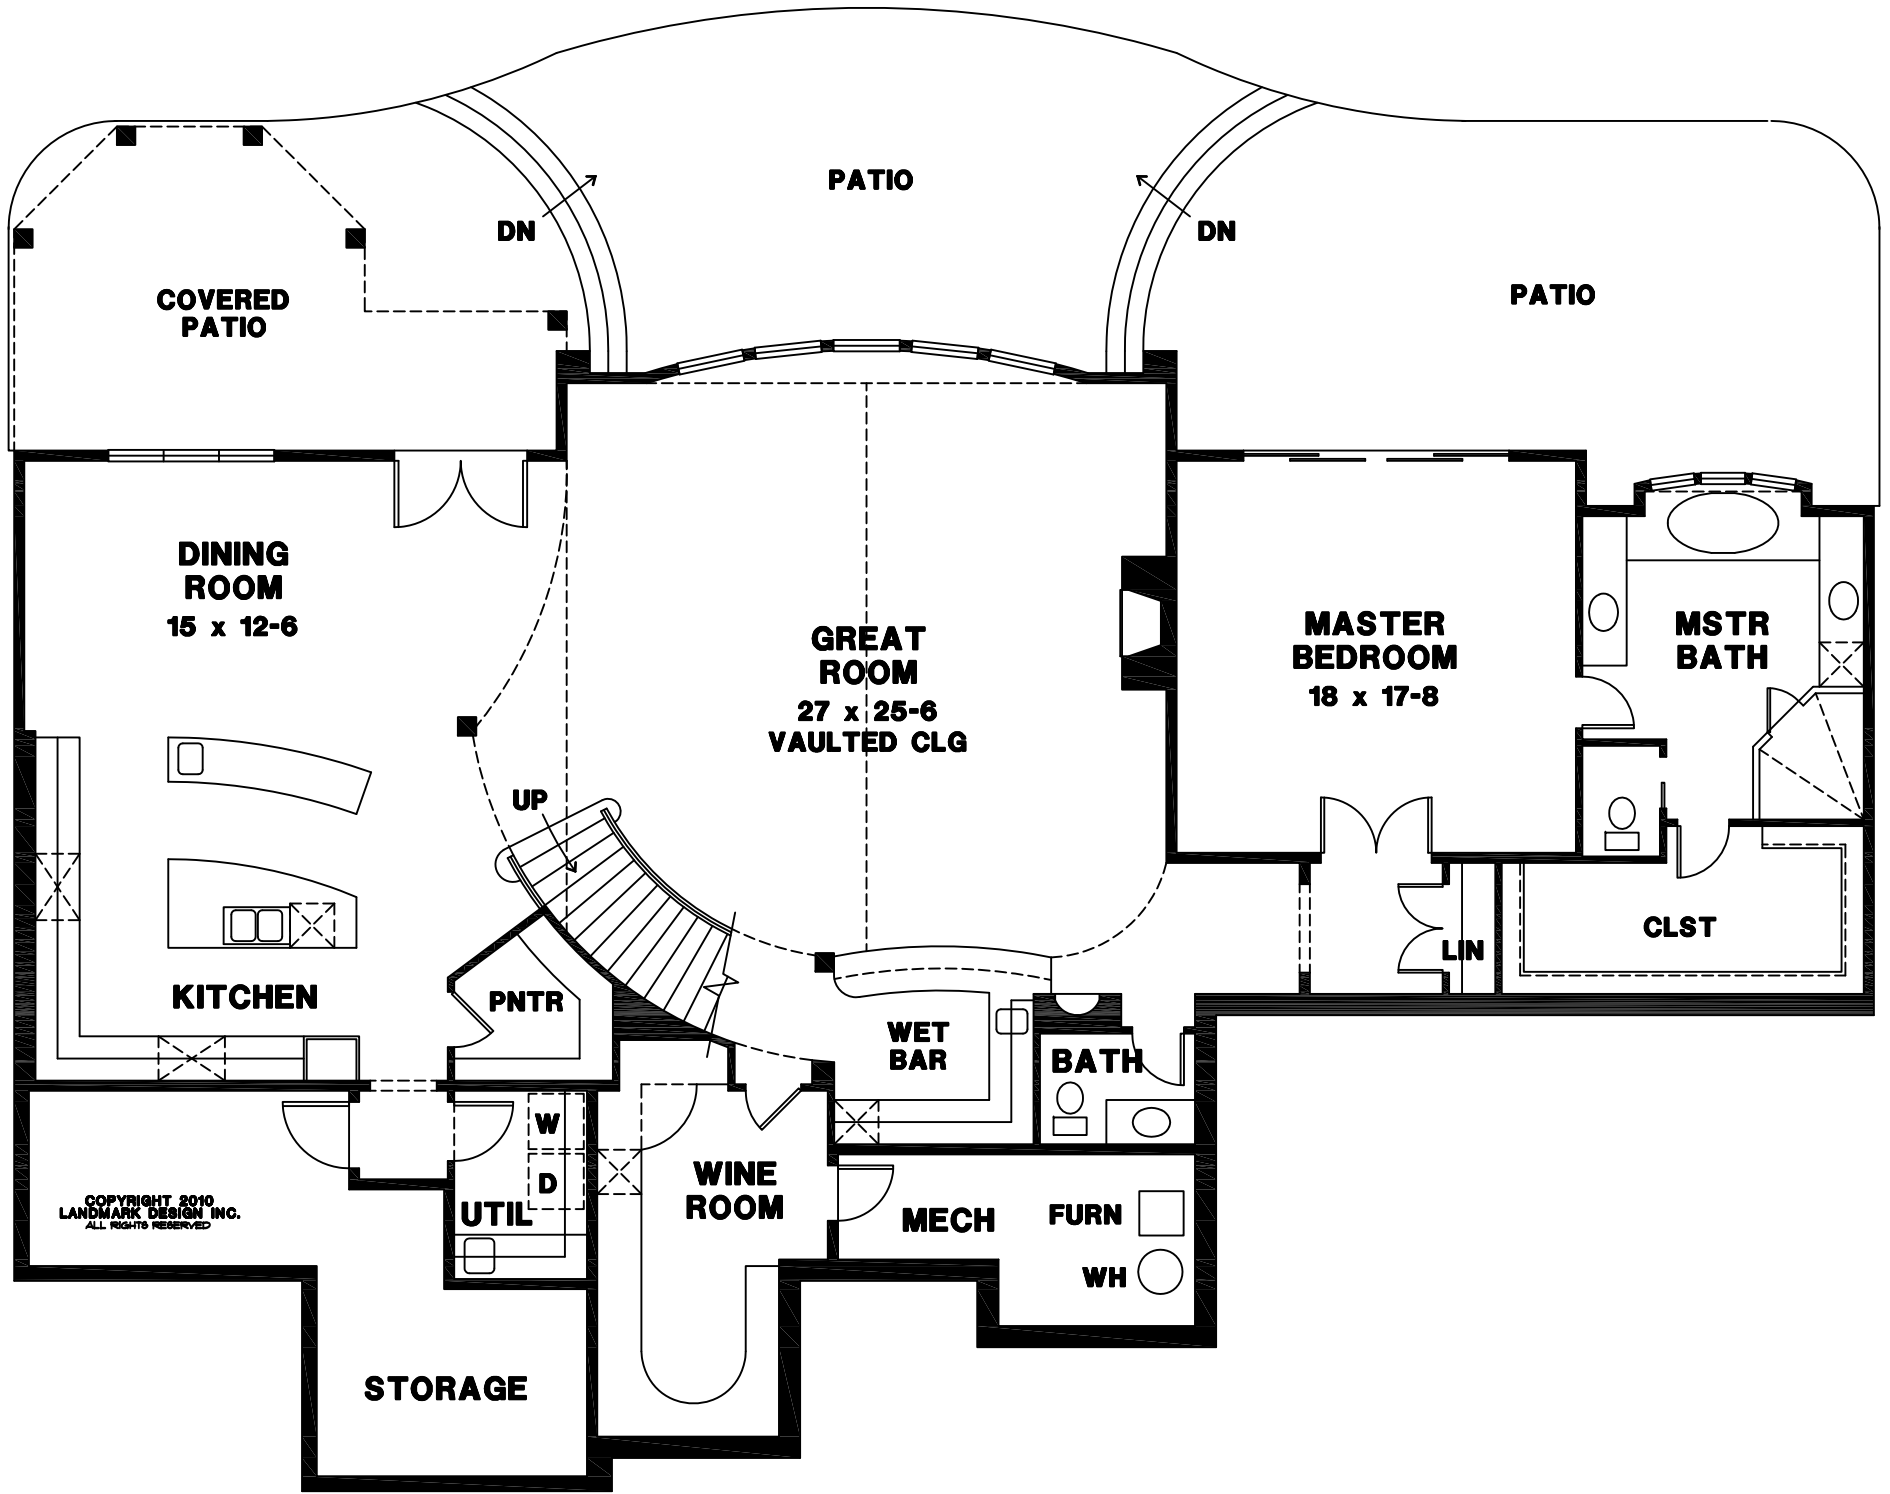 PATIO
DN
DN
COVERED
PATIO
PATIO
DINING
ROOM
15 x 12-6
GREAT
ROOM
27 x 25-6
VAULTED CLG
MASTER
BEDROOM
18 x 17-8
MSTR
BATH
UP
KITCHEN
PNTR
WET
BAR
BATH
LIN
CLST
W
D
UTIL
WINE
ROOM
MECH
FURN
WH
COPYRIGHT 2010
LANDMARK DESIGN INC.
ALL RIGHTS RESERVED
STORAGE